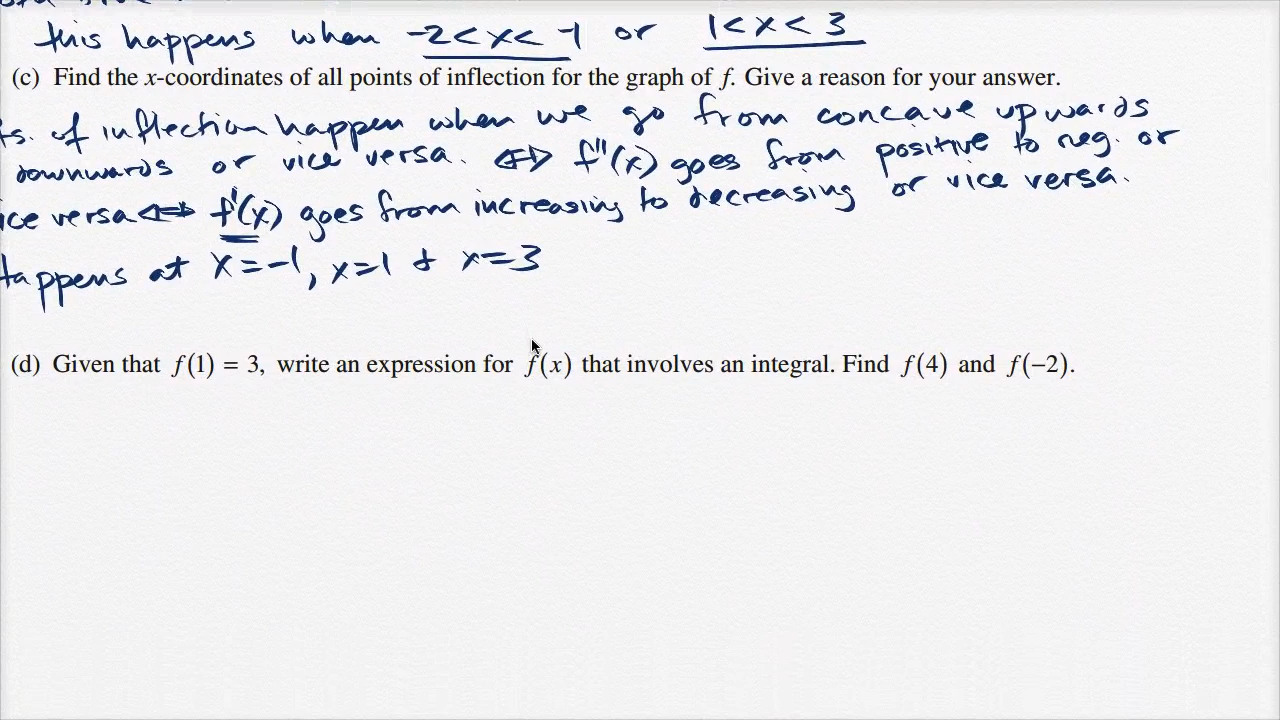 this happens when -2<x<-1 or 1<x<3
(c) Find the x-coordinates of all points of inflection for the graph of f. Give a reason for your answer.
ts. of inflection happen when we go from concave upwards
downwards or vice versa. ⇔ f''(x) goes from positive to neg. or
ice versa ⇔ f'(x) goes from increasing to decreasing or vice versa.
happens at x=-1, x=1 & x=3
(d) Given that f(1) = 3, write an expression for f(x) that involves an integral. Find f(4) and f(−2).